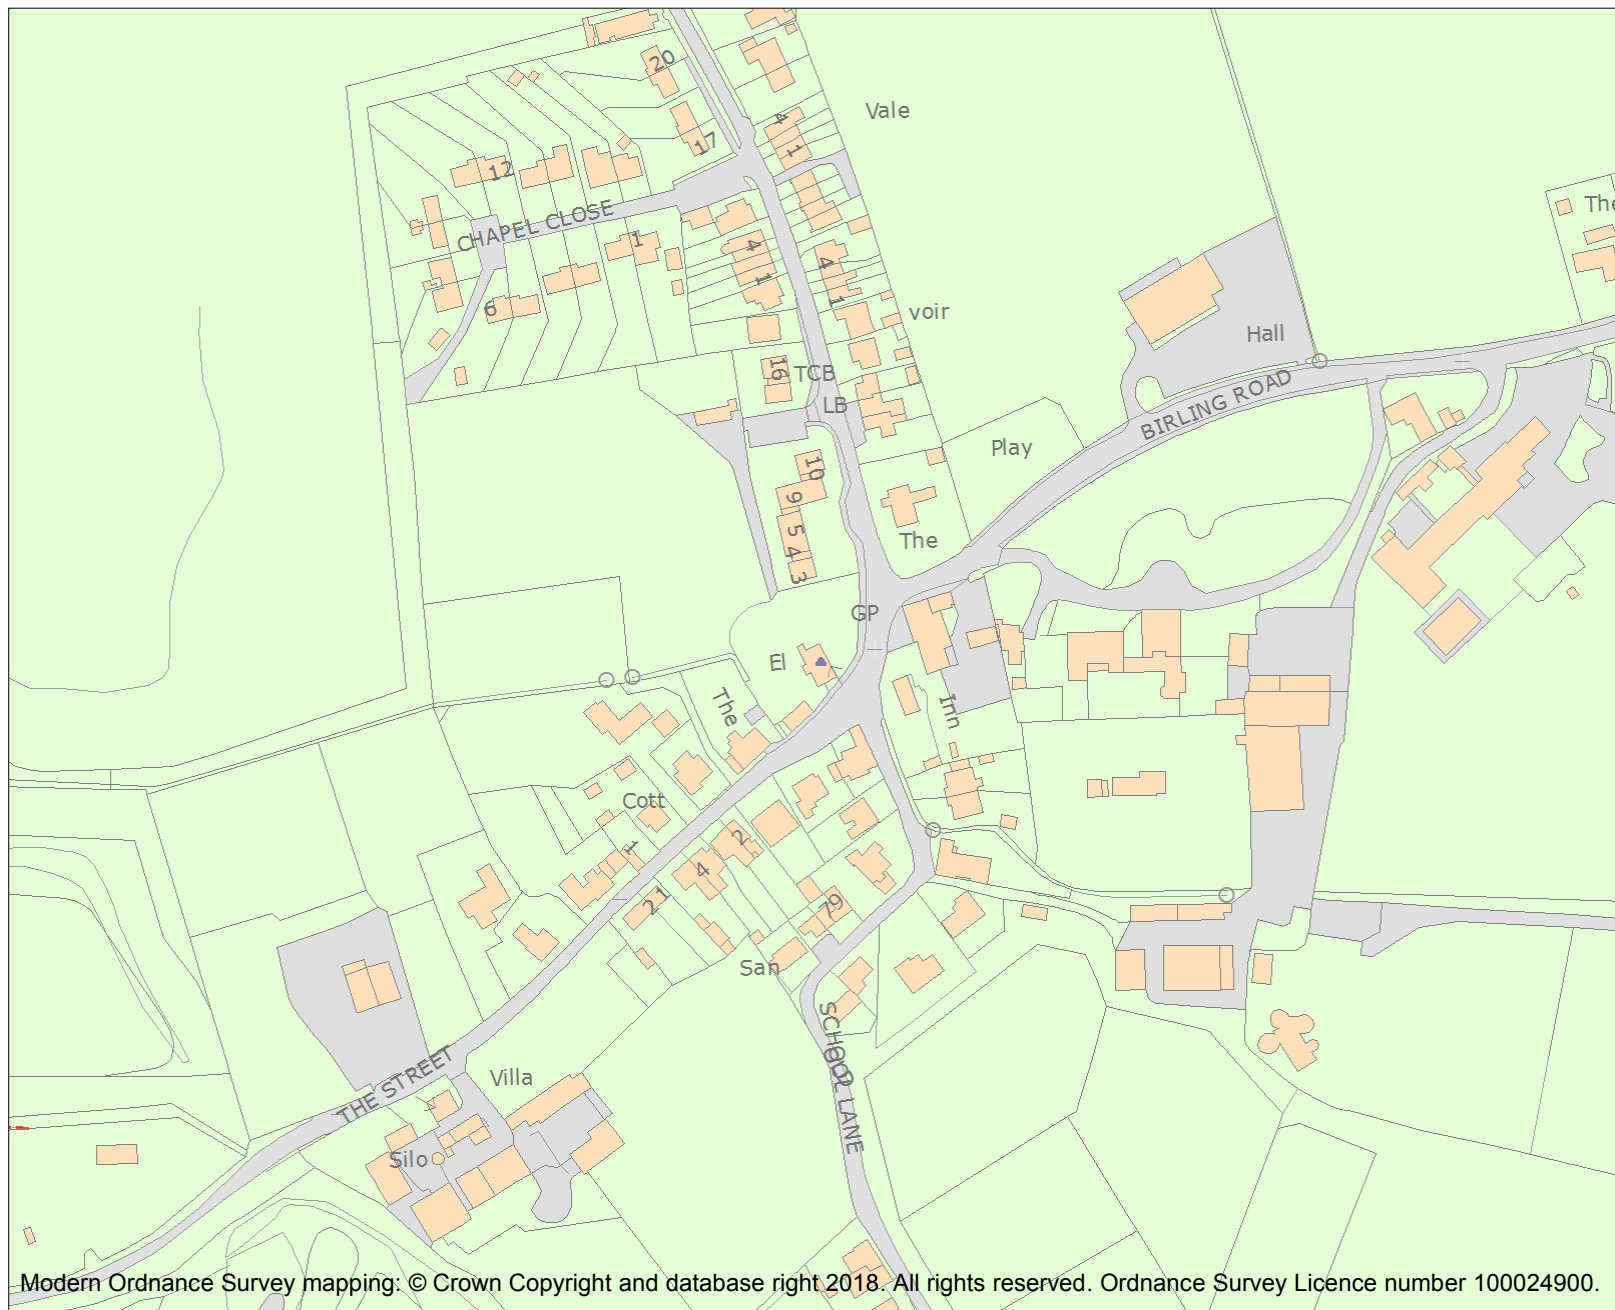 20
Vale
4
1
17
12
CHAPEL CLOSE
The
1
4
1
4
1
6
voir
Hall
16
TCB
LB
BIRLING ROAD
Play
10
9
5
4
3
The
GP
El
The
Inn
Cott
1
2
4
2 1
7 9
San
SCHOOL LANE
THE STREET
Villa
Silo
Modern Ordnance Survey mapping: © Crown Copyright and database right 2018. All rights reserved. Ordnance Survey Licence number 100024900.